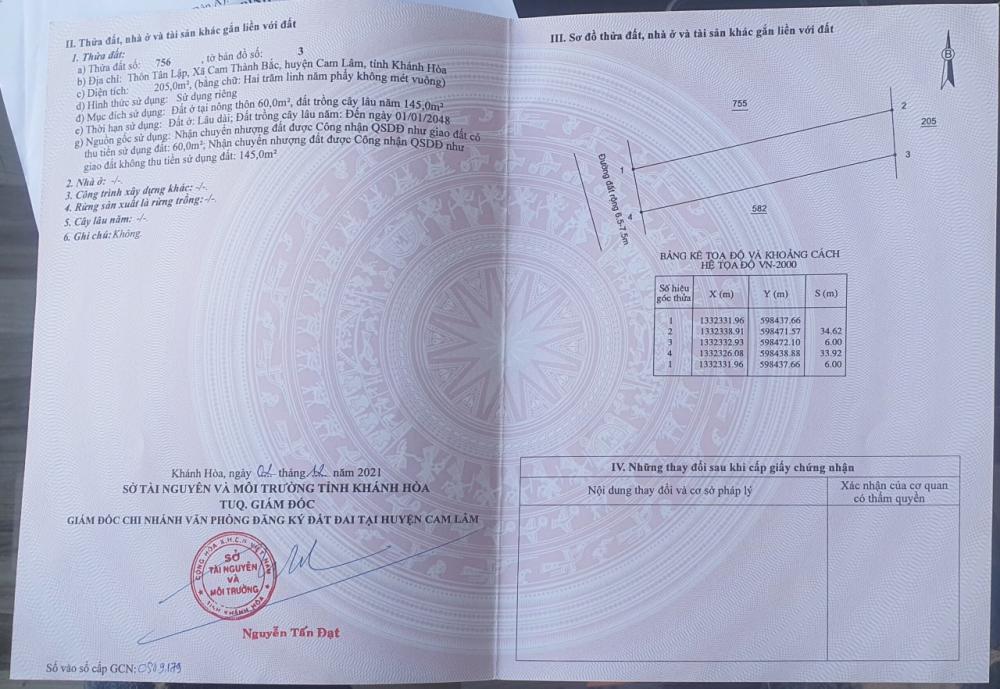 II. Thửa đất, nhà ở và tài sản khác gắn liền với đất
1. Thửa đất:
a) Thửa đất số: 756 , tờ bản đồ số: 3
b) Địa chỉ: Thôn Tân Lập, Xã Cam Thành Bắc, huyện Cam Lâm, tỉnh Khánh Hòa
c) Diện tích: 205,0m², (bằng chữ: Hai trăm linh năm phẩy không mét vuông)
d) Hình thức sử dụng: Sử dụng riêng
đ) Mục đích sử dụng: Đất ở tại nông thôn 60,0m², đất trồng cây lâu năm 145,0m²
e) Thời hạn sử dụng: Đất ở: Lâu dài; Đất trồng cây lâu năm: Đến ngày 01/01/2048
g) Nguồn gốc sử dụng: Nhận chuyển nhượng đất được Công nhận QSDĐ như giao đất có
thu tiền sử dụng đất: 60,0m²; Nhận chuyển nhượng đất được Công nhận QSDĐ như
giao đất không thu tiền sử dụng đất: 145,0m²
2. Nhà ở: -/-.
3. Công trình xây dựng khác: -/-.
4. Rừng sản xuất là rừng trồng:-/-.
5. Cây lâu năm: -/-.
6. Ghi chú: Không.
Khánh Hòa, ngày tháng 12 năm 2021
SỞ TÀI NGUYÊN VÀ MÔI TRƯỜNG TỈNH KHÁNH HÒA
TUQ. GIÁM ĐỐC
GIÁM ĐỐC CHI NHÁNH VĂN PHÒNG ĐĂNG KÝ ĐẤT ĐAI TẠI HUYỆN CAM LÂM
CỘNG HÒA X.H.C.N VIỆT NAM
SỞ
TÀI NGUYÊN
VÀ
MÔI TRƯỜNG
TỈNH KHÁNH HÒA
Nguyễn Tấn Đạt
Số vào sổ cấp GCN: 0509179
III. Sơ đồ thửa đất, nhà ở và tài sản khác gắn liền với đất
B
755
2
205
3
1
4
582
Đường đất rộng 6.5-7.5m
BẢNG KÊ TỌA ĐỘ VÀ KHOẢNG CÁCH
HỆ TỌA ĐỘ VN-2000
Số hiệu góc thửa X (m) Y (m) S (m)
1 1332331.96 598437.66
2 1332338.91 598471.57 34.62
3 1332332.93 598472.10 6.00
4 1332326.08 598438.88 33.92
1 1332331.96 598437.66 6.00
IV. Những thay đổi sau khi cấp giấy chứng nhận
Nội dung thay đổi và cơ sở pháp lý
Xác nhận của cơ quan
có thẩm quyền